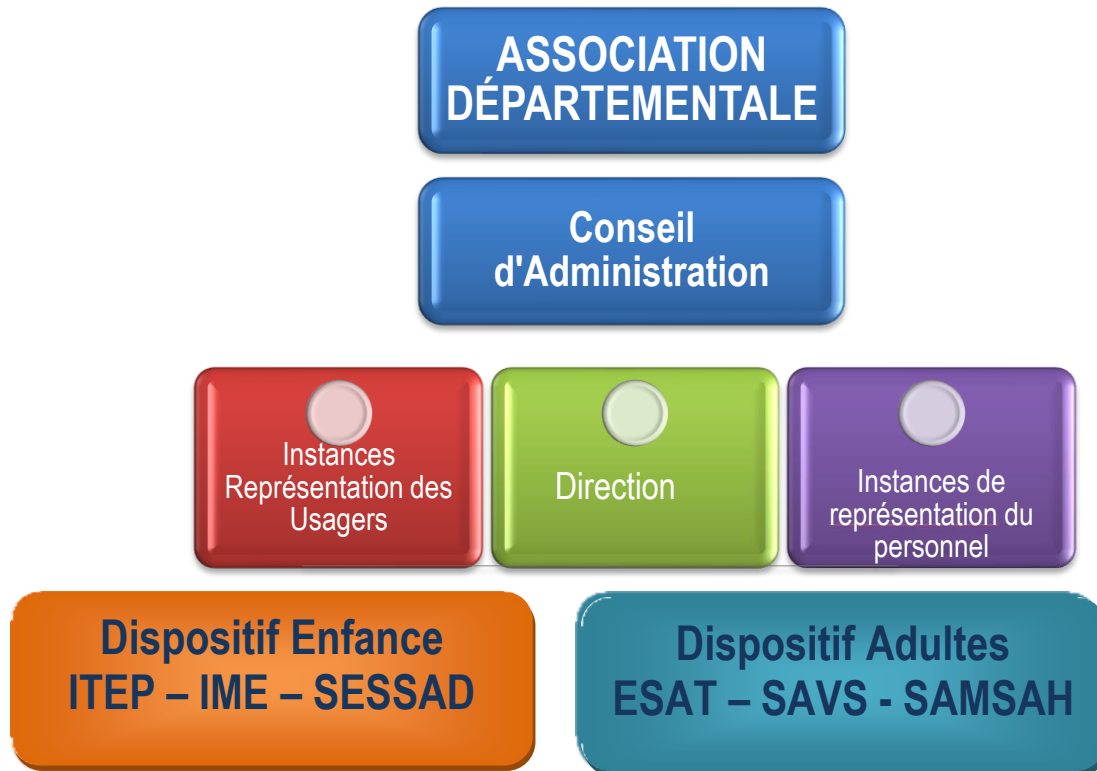 ASSOCIATION
DÉPARTEMENTALE
Conseil
d'Administration
Instances
Représentation des
Usagers
Direction
Instances de
représentation du
personnel
Dispositif Enfance
ITEP – IME – SESSAD
Dispositif Adultes
ESAT – SAVS - SAMSAH